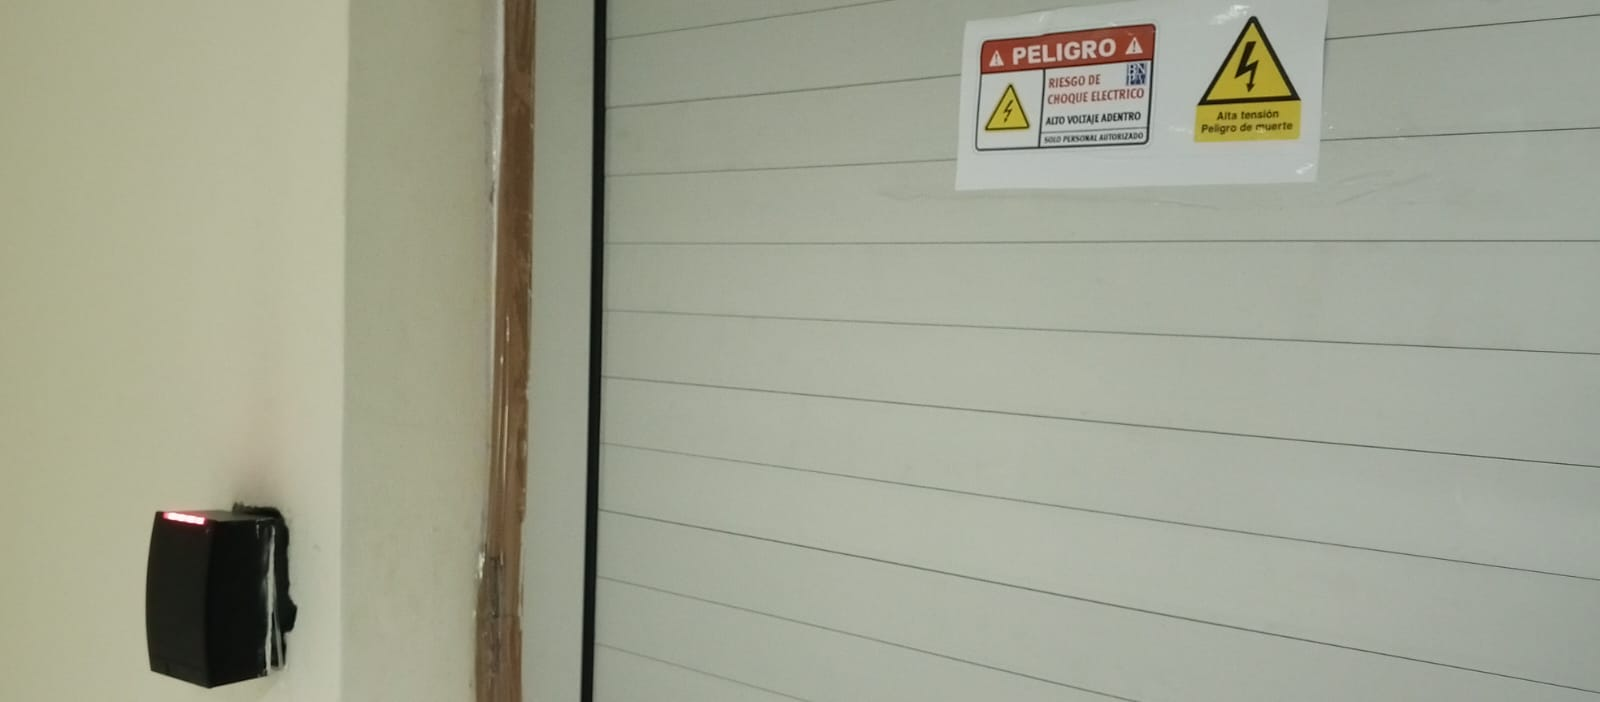 PELIGRO
RIESGO DE
CHOQUE ELECTRICO
ALTO VOLTAJE ADENTRO
SOLO PERSONAL AUTORIZADO
Alta tensión
Peligro de muerte